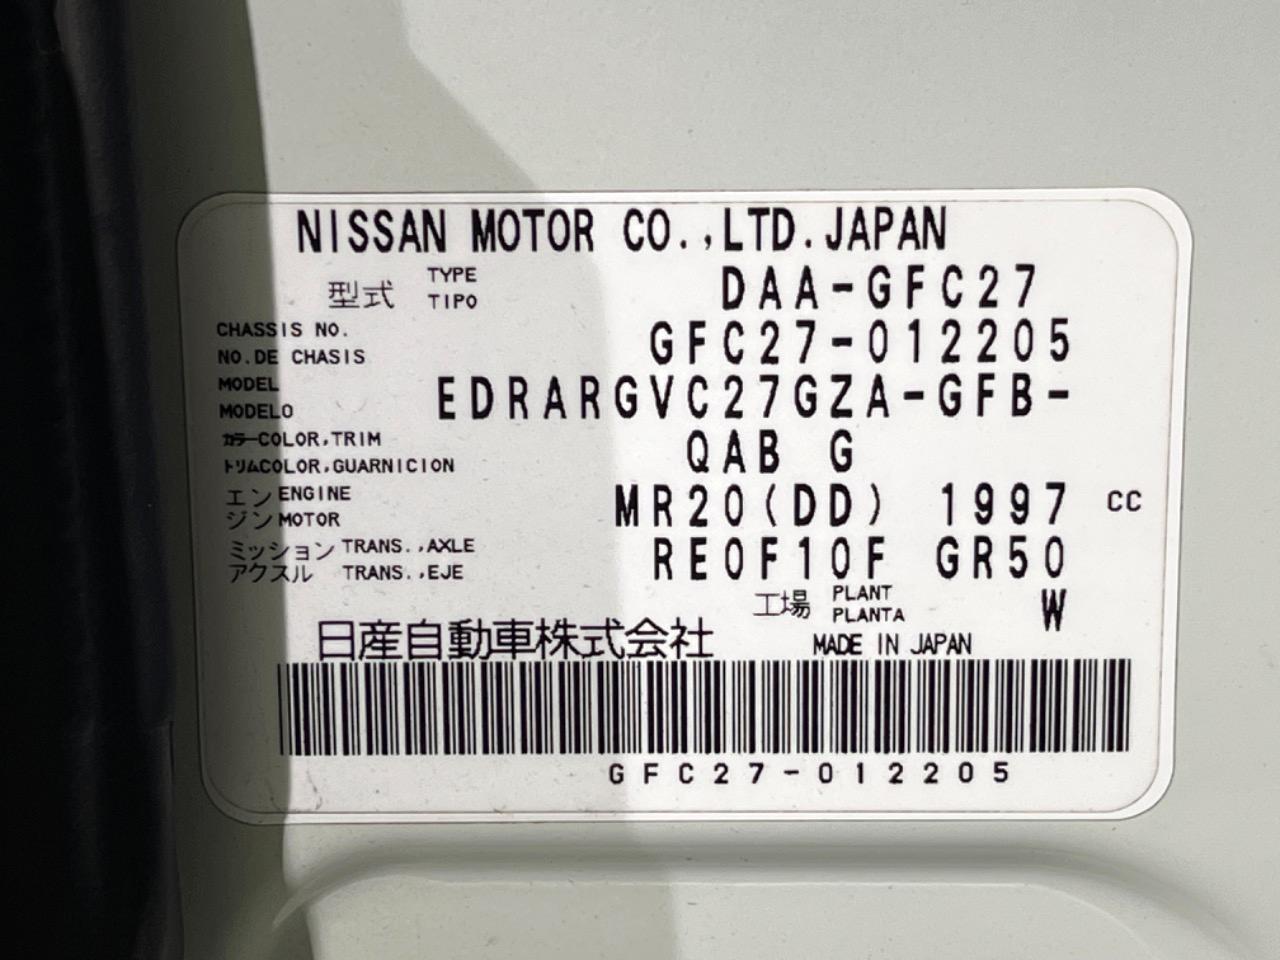 NISSAN MOTOR CO.,LTD.JAPAN
型式 TYPE TIPO DAA-GFC27
CHASSIS NO.
NO.DE CHASIS GFC27-012205
MODEL
MODELO EDRARGVC27GZA-GFB-
カラーCOLOR,TRIM
トリムCOLOR,GUARNICION QAB G
エンジン ENGINE MOTOR MR20(DD) 1997 CC
ミッション TRANS.,AXLE
アクスル TRANS.,EJE RE0F10F GR50
工場 PLANT PLANTA W
日産自動車株式会社 MADE IN JAPAN
GFC27-012205